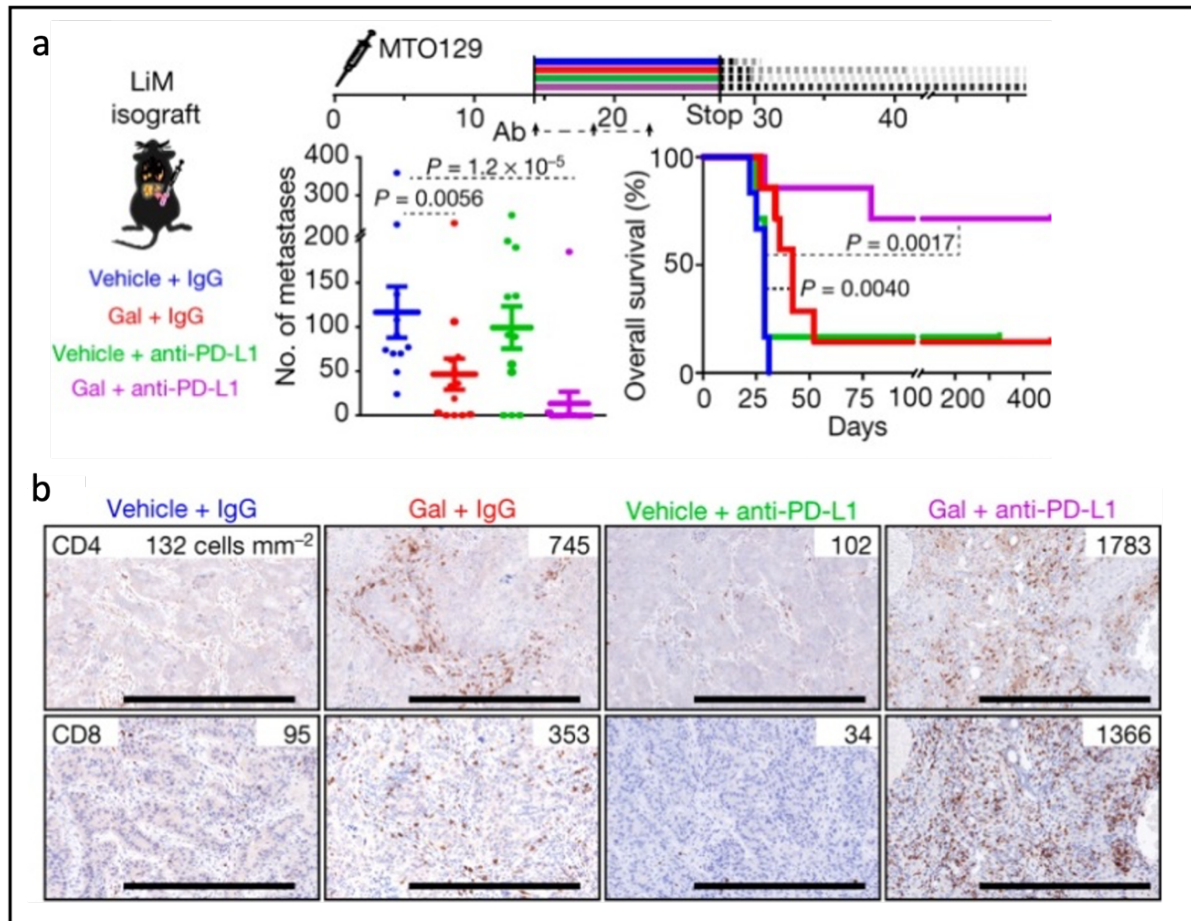 a
MTO129
LiM
isograft
0 10 20 Stop 30 40
Ab
Vehicle + IgG
Gal + IgG
Vehicle + anti-PD-L1
Gal + anti-PD-L1
No. of metastases
400
300
200
150
100
50
0
P = 1.2 × 10⁻⁵
P = 0.0056
Overall survival (%)
100
50
0
P = 0.0017
P = 0.0040
0 25 50 75 100 200 400
Days
b
Vehicle + IgG Gal + IgG Vehicle + anti-PD-L1 Gal + anti-PD-L1
CD4 132 cells mm⁻² 745 102 1783
CD8 95 353 34 1366